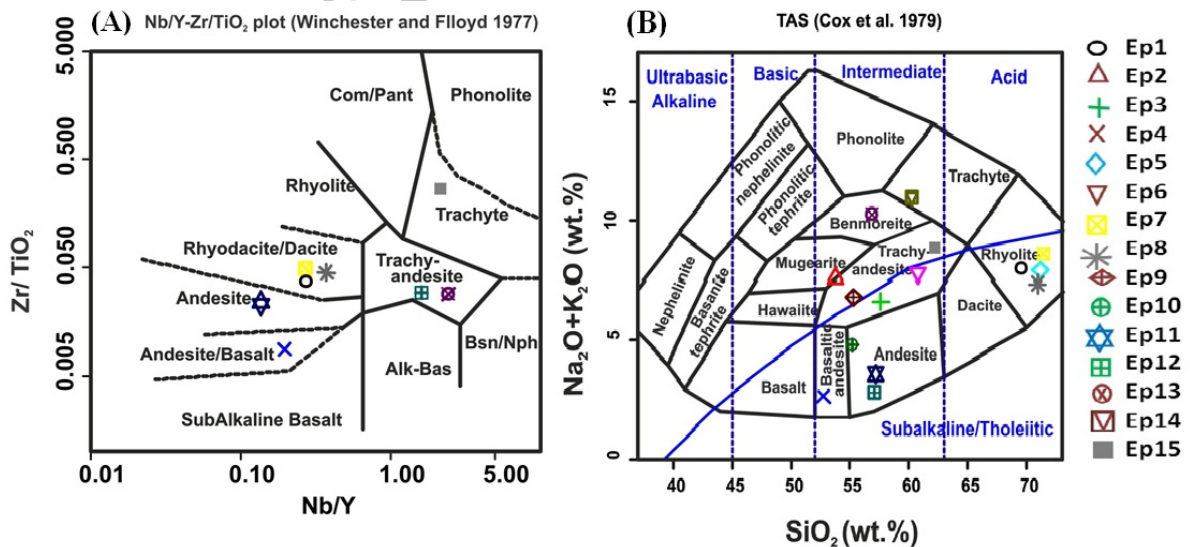 (A) Nb/Y-Zr/TiO₂ plot (Winchester and Flloyd 1977)
5.000
0.500
0.050
0.005
Zr/ TiO₂
Com/Pant
Phonolite
Rhyolite
Trachyte
Rhyodacite/Dacite
Trachy-
andesite
Andesite
Andesite/Basalt
Bsn/Nph
Alk-Bas
SubAlkaline Basalt
0.01
0.10
1.00
5.00
Nb/Y
(B) TAS (Cox et al. 1979)
Ultrabasic
Alkaline
Basic
Intermediate
Acid
15
10
5
0
Na₂O+K₂O (wt.%)
Phonolitic
nephelinite
Phonolitic
tephrite
Phonolite
Trachyte
Benmoreite
Nephelinite
Basanite
tephrite
Mugearite
Trachy-
andesite
Rhyolite
Hawaiite
Dacite
Basalt
Basaltic
andesite
Andesite
Subalkaline/Tholeiitic
40
45
50
55
60
65
70
SiO₂ (wt.%)
Ep1
Ep2
Ep3
Ep4
Ep5
Ep6
Ep7
Ep8
Ep9
Ep10
Ep11
Ep12
Ep13
Ep14
Ep15